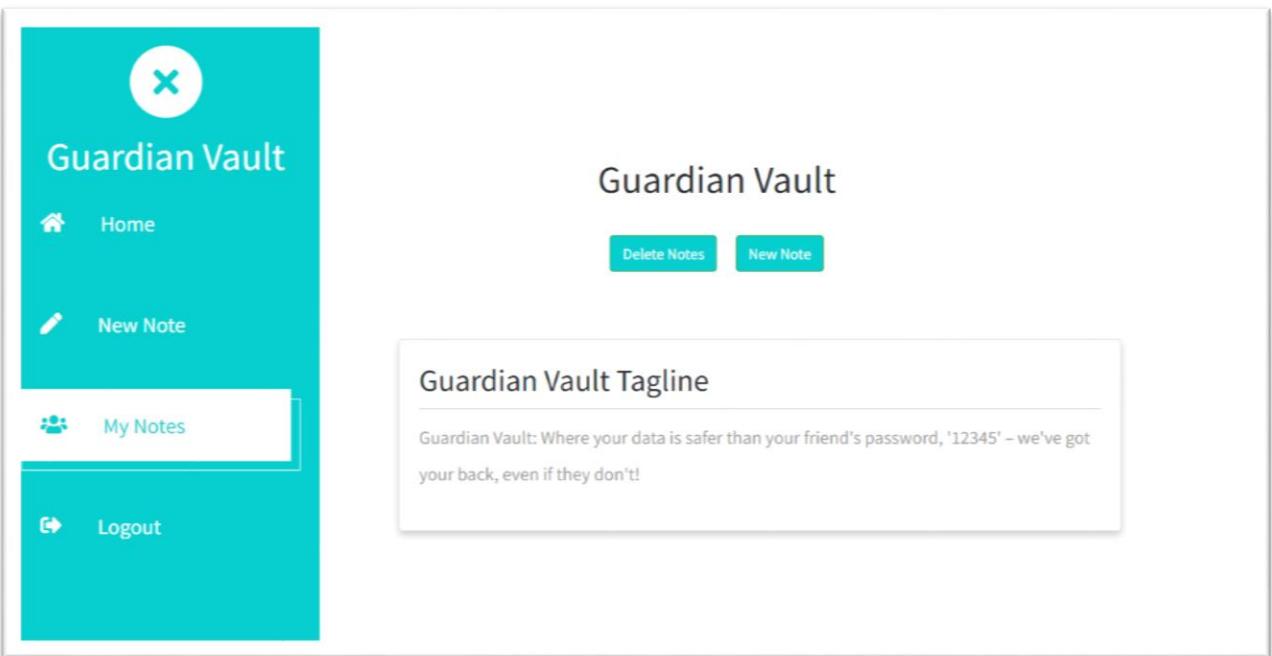 Guardian Vault
Home
New Note
My Notes
Logout
Guardian Vault
Delete Notes
New Note
Guardian Vault Tagline
Guardian Vault: Where your data is safer than your friend's password, '12345' – we've got
your back, even if they don't!